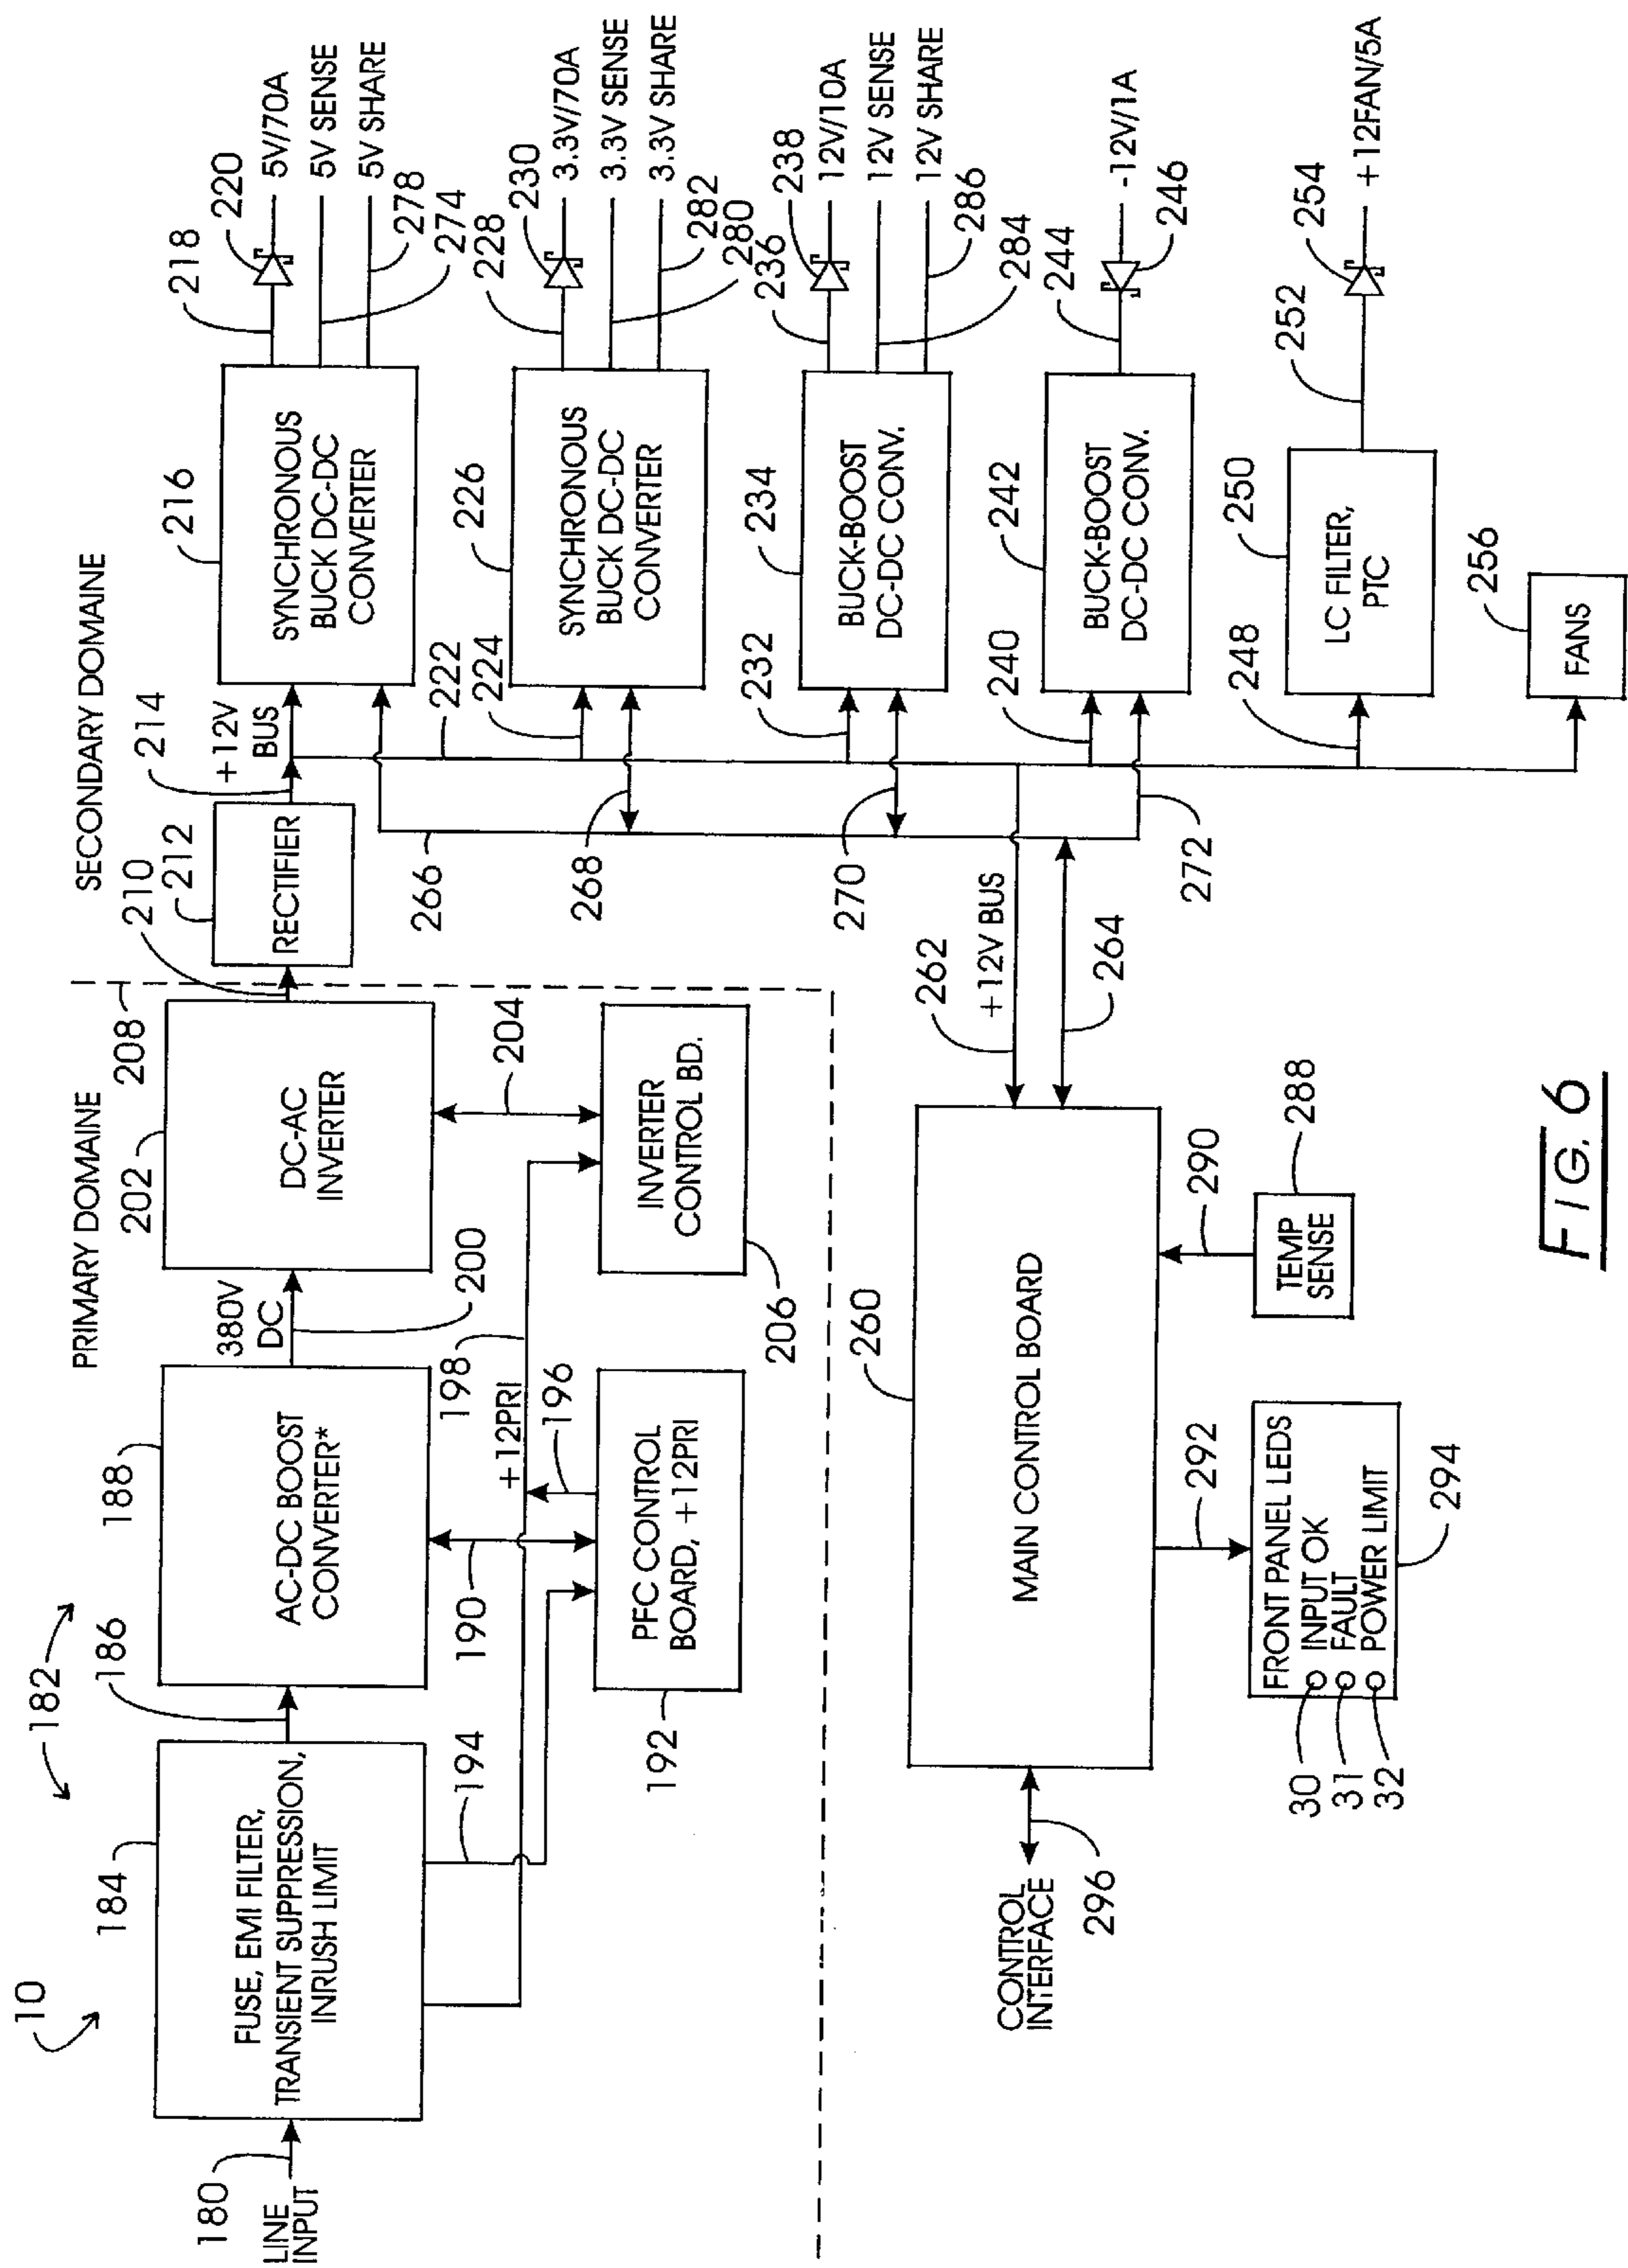 10
182
PRIMARY DOMAINE
SECONDARY DOMAINE
180
LINE
INPUT
184
FUSE, EMI FILTER,
TRANSIENT SUPPRESSION,
INRUSH LIMIT
186
188
AC-DC BOOST
CONVERTER*
380V
DC
200
202
DC-AC
INVERTER
208
210
212
RECTIFIER
214
+12V
BUS
216
SYNCHRONOUS
BUCK DC-DC
CONVERTER
218
220
5V/70A
5V SENSE
5V SHARE
278
274
194
190
196
+12PRI
198
204
192
PFC CONTROL
BOARD, +12PRI
206
INVERTER
CONTROL BD.
266
222
224
226
SYNCHRONOUS
BUCK DC-DC
CONVERTER
228
230
3.3V/70A
3.3V SENSE
3.3V SHARE
282
280
268
232
234
BUCK-BOOST
DC-DC CONV.
236
238
12V/10A
12V SENSE
12V SHARE
286
284
270
240
242
BUCK-BOOST
DC-DC CONV.
244
-12V/1A
246
272
248
250
LC FILTER,
PTC
252
254
+12FAN/5A
256
FANS
260
MAIN CONTROL BOARD
262
+12V BUS
264
CONTROL
INTERFACE
296
292
290
288
TEMP
SENSE
FRONT PANEL LEDS
30
INPUT OK
31
FAULT
32
POWER LIMIT
294
FIG. 6